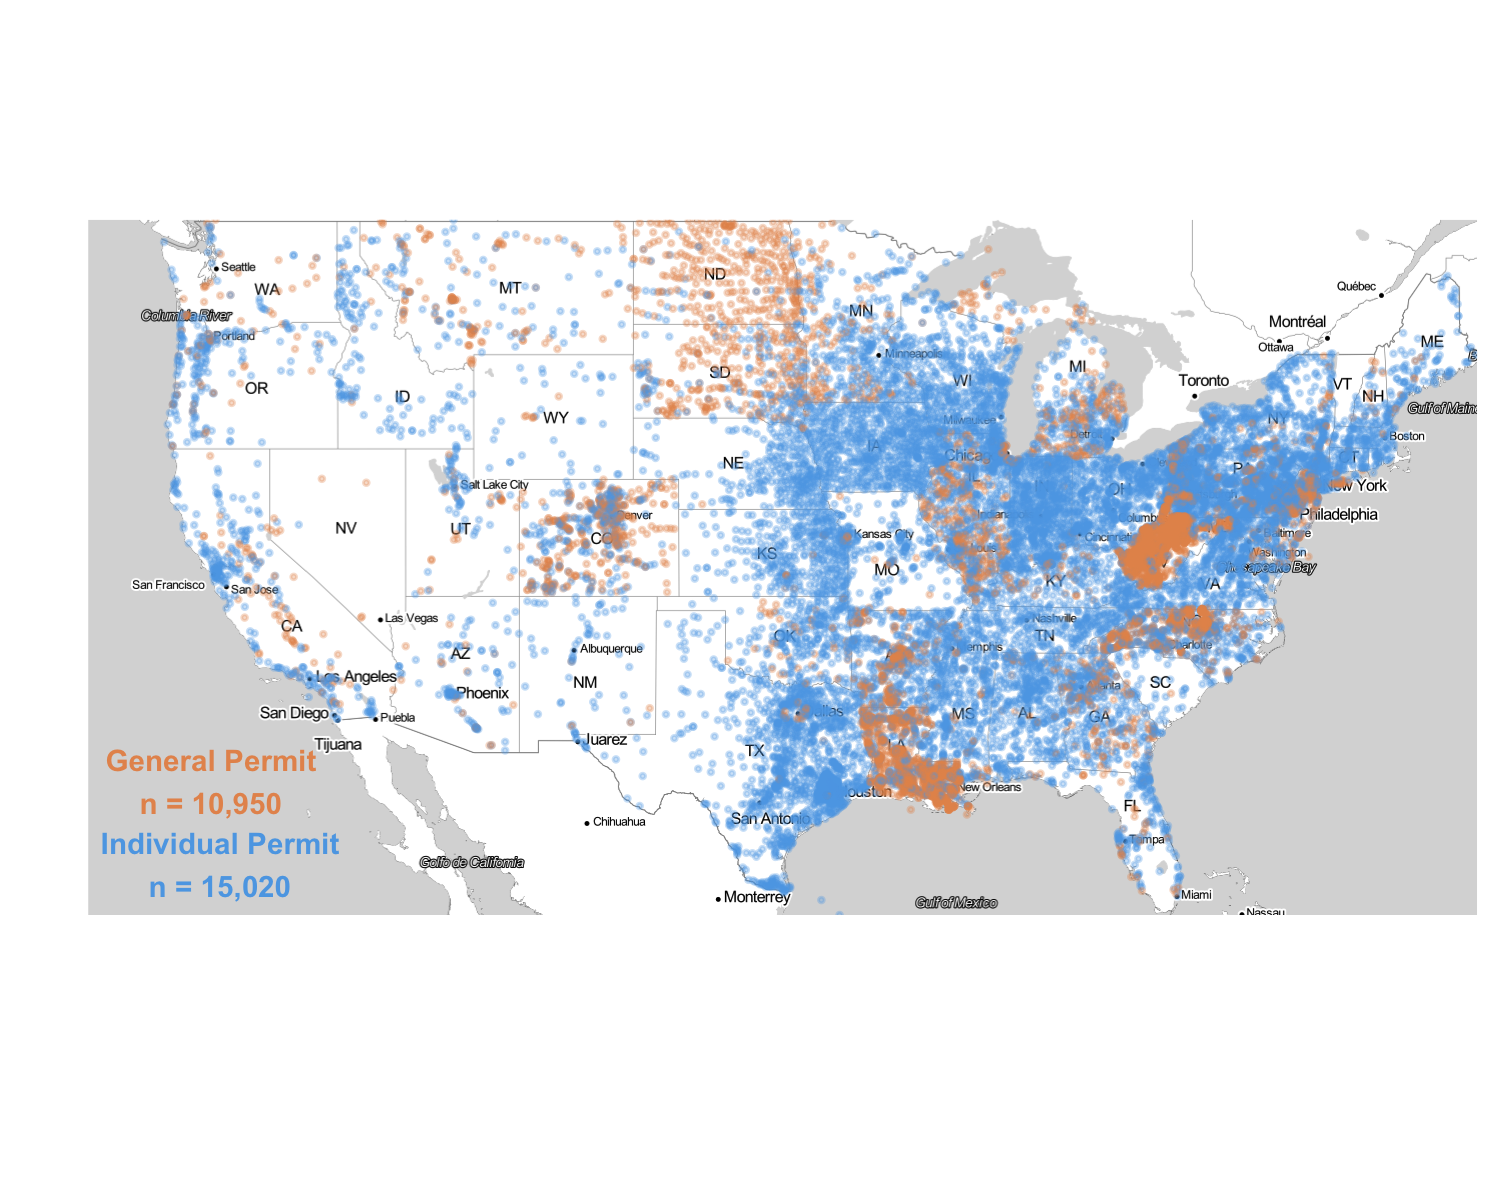 Québec
Montréal
Ottawa
Toronto
ME
VT
NH
Gulf of Maine
Boston
Seattle
WA
Columbia River
Portland
OR
ID
MT
ND
SD
MN
Minneapolis
WI
MI
Milwaukee
Detroit
NY
WY
NE
IA
Chicago
PA
New York
Philadelphia
Salt Lake City
NV
UT
Denver
CO
KS
Kansas City
MO
IL
Indianapolis
OH
Columbus
Cincinnati
Baltimore
Washington
Chesapeake Bay
VA
KY
San Francisco
San Jose
CA
Las Vegas
AZ
Albuquerque
NM
OK
Nashville
TN
Memphis
Charlotte
SC
Los Angeles
Phoenix
San Diego
Puebla
Tijuana
Juarez
TX
Dallas
LA
MS
AL
GA
Atlanta
Houston
New Orleans
San Antonio
FL
Tampa
Miami
Nassau
Chihuahua
Monterrey
Golfo de California
Gulf of Mexico
General Permit
n = 10,950
Individual Permit
n = 15,020